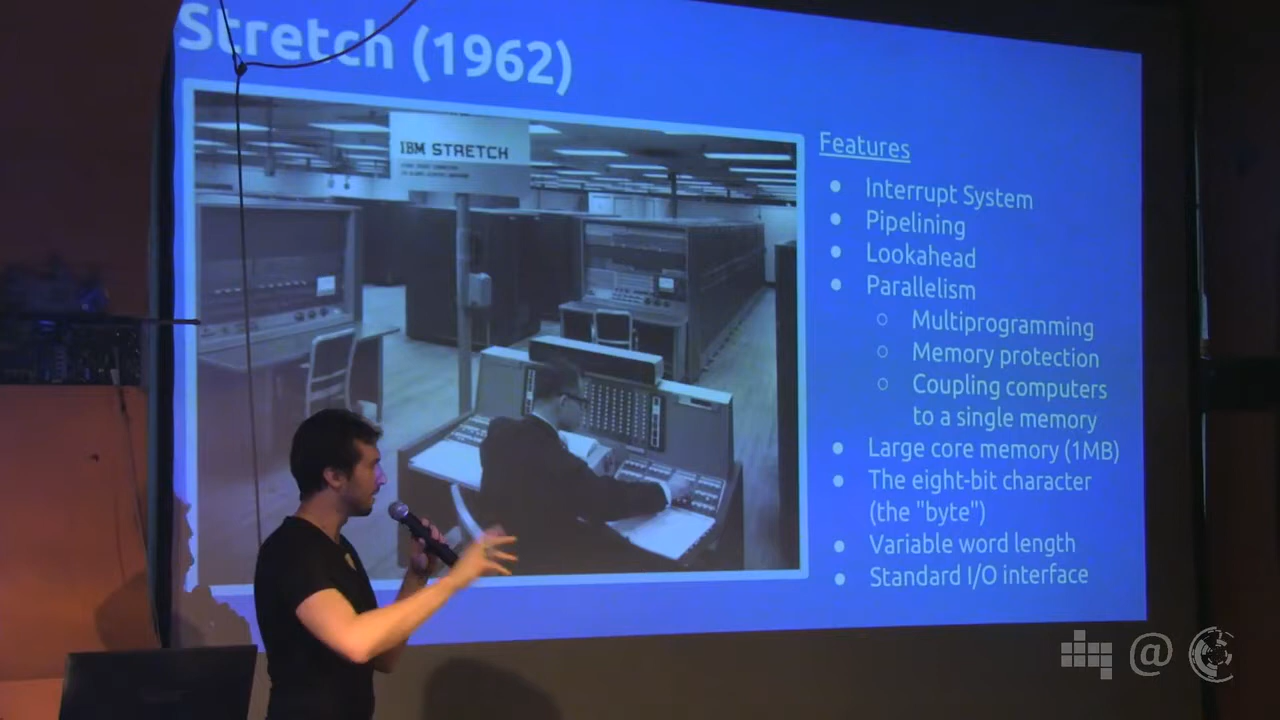 Stretch (1962)
IBM STRETCH
Features
● Interrupt System
● Pipelining
● Lookahead
● Parallelism
○ Multiprogramming
○ Memory protection
○ Coupling computers
to a single memory
● Large core memory (1MB)
● The eight-bit character
(the "byte")
● Variable word length
● Standard I/O interface
@